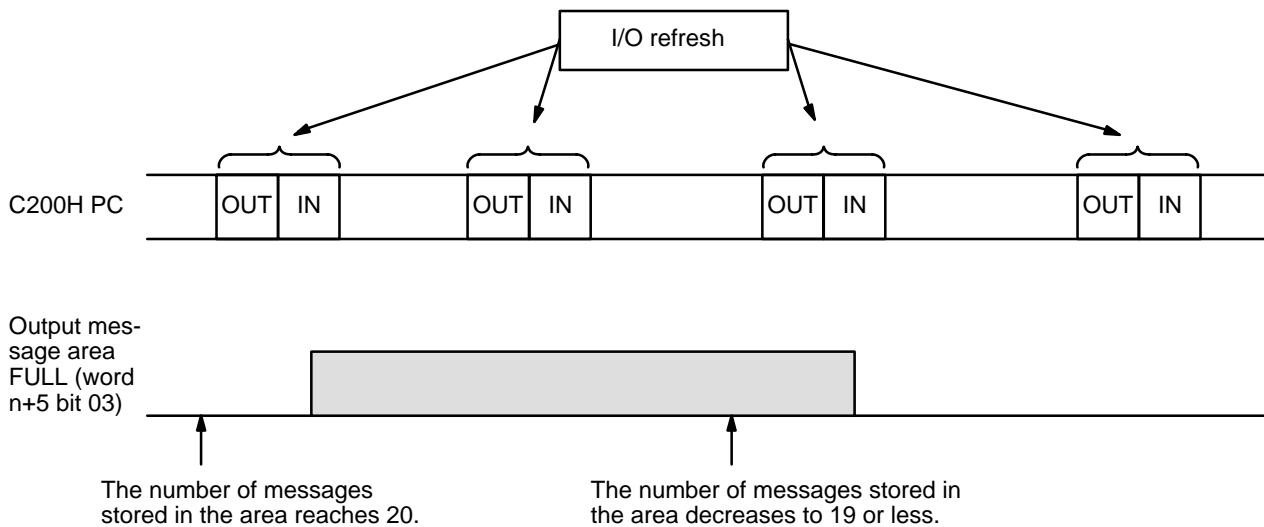 I/O refresh
C200H PC
OUT IN OUT IN OUT IN OUT IN
Output mes-
sage area
FULL (word
n+5 bit 03)
The number of messages
stored in the area reaches 20.
The number of messages stored in
the area decreases to 19 or less.